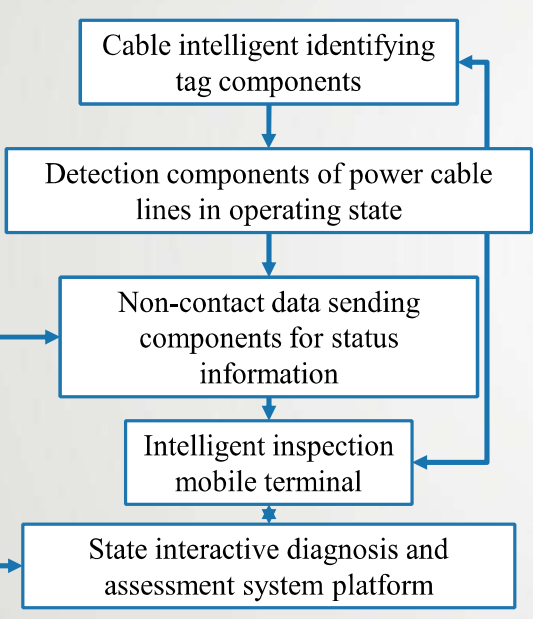 Cable intelligent identifying
tag components
Detection components of power cable
lines in operating state
Non-contact data sending
components for status
information
Intelligent inspection
mobile terminal
State interactive diagnosis and
assessment system platform